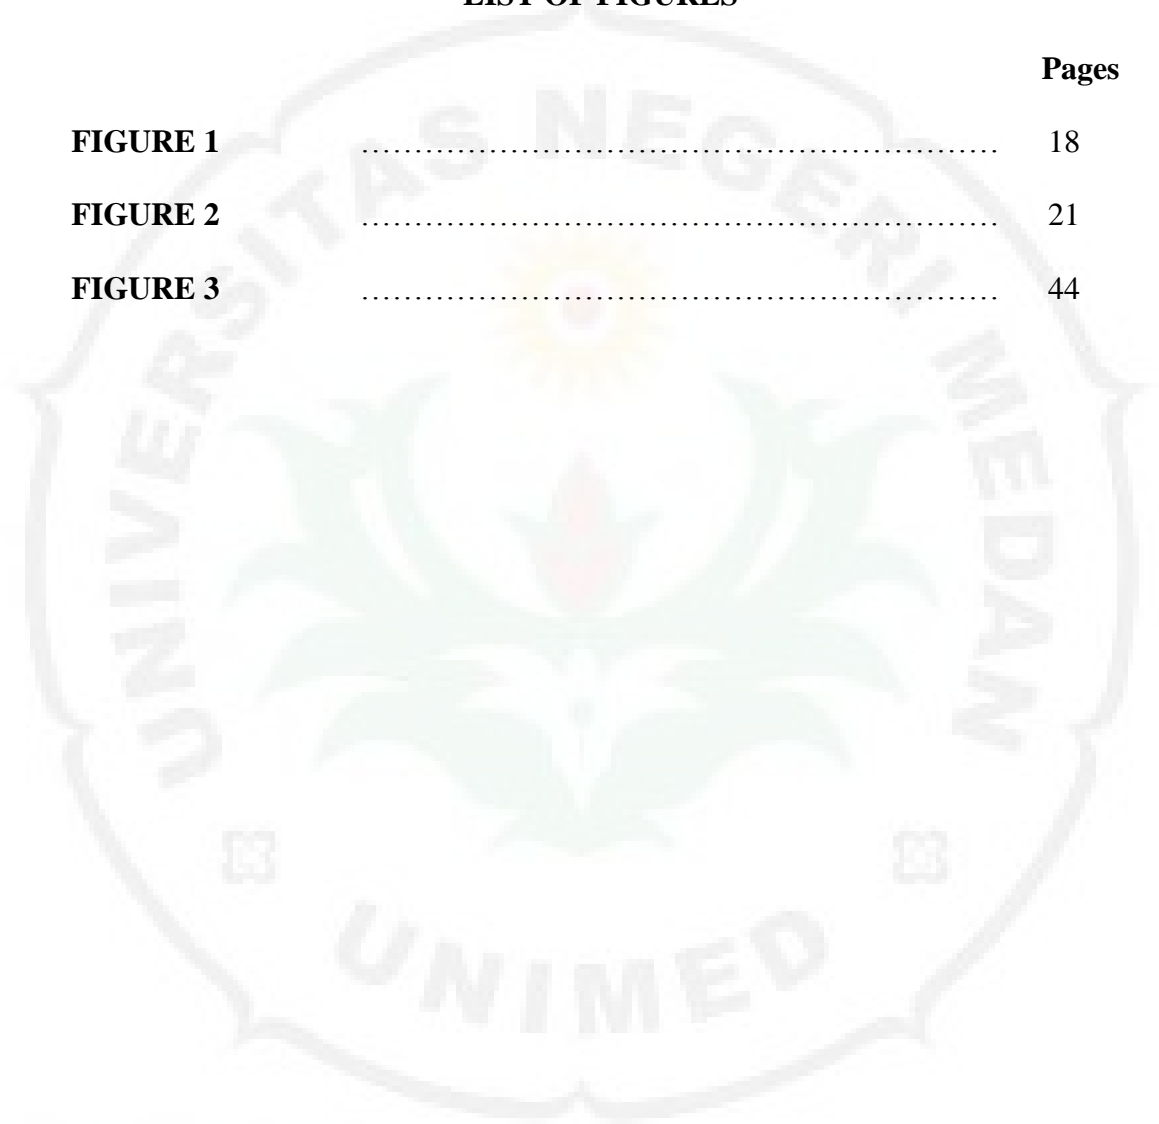 LIST OF FIGURES
Pages
FIGURE 1 ............................................................ 18
FIGURE 2 ............................................................ 21
FIGURE 3 ............................................................ 44
UNIVERSITAS NEGERI MEDAN
UNIMED